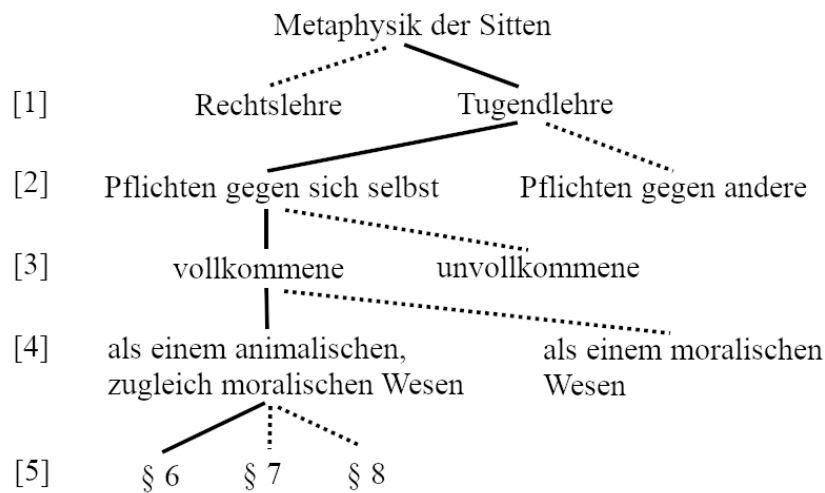 Metaphysik der Sitten
[1] Rechtslehre Tugendlehre
[2] Pflichten gegen sich selbst Pflichten gegen andere
[3] vollkommene unvollkommene
[4] als einem animalischen, als einem moralischen
zugleich moralischen Wesen Wesen
[5] § 6 § 7 § 8